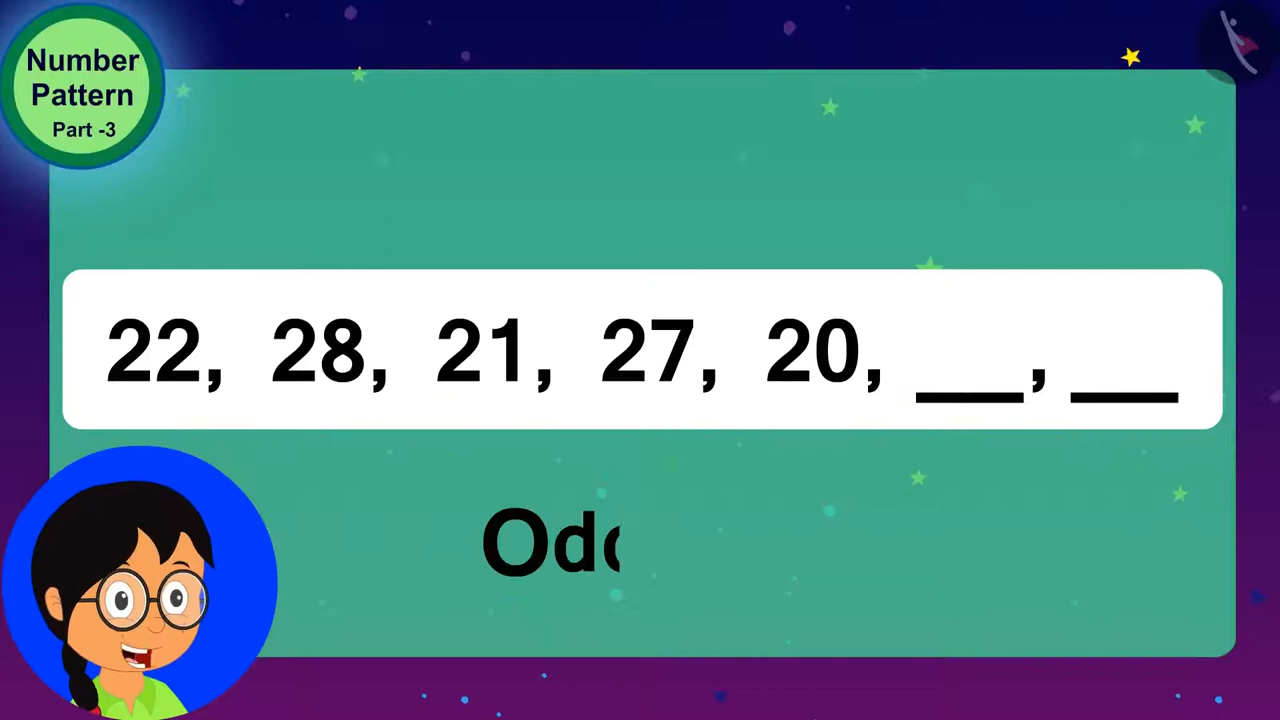 Number
Pattern
Part -3
22, 28, 21, 27, 20, ___, ___